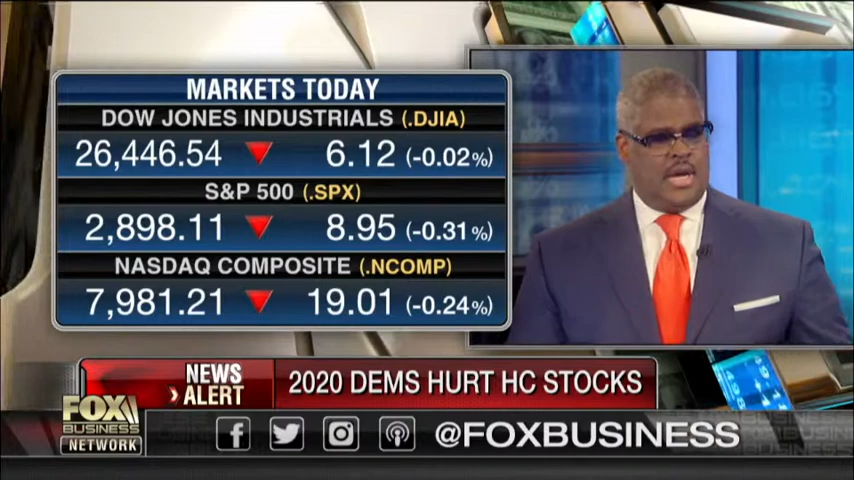 MARKETS TODAY
DOW JONES INDUSTRIALS (.DJIA)
26,446.54 ▼ 6.12 (-0.02%)
S&P 500 (.SPX)
2,898.11 ▼ 8.95 (-0.31%)
NASDAQ COMPOSITE (.NCOMP)
7,981.21 ▼ 19.01 (-0.24%)
NEWS
ALERT
2020 DEMS HURT HC STOCKS
FOX
BUSINESS
NETWORK
@FOXBUSINESS